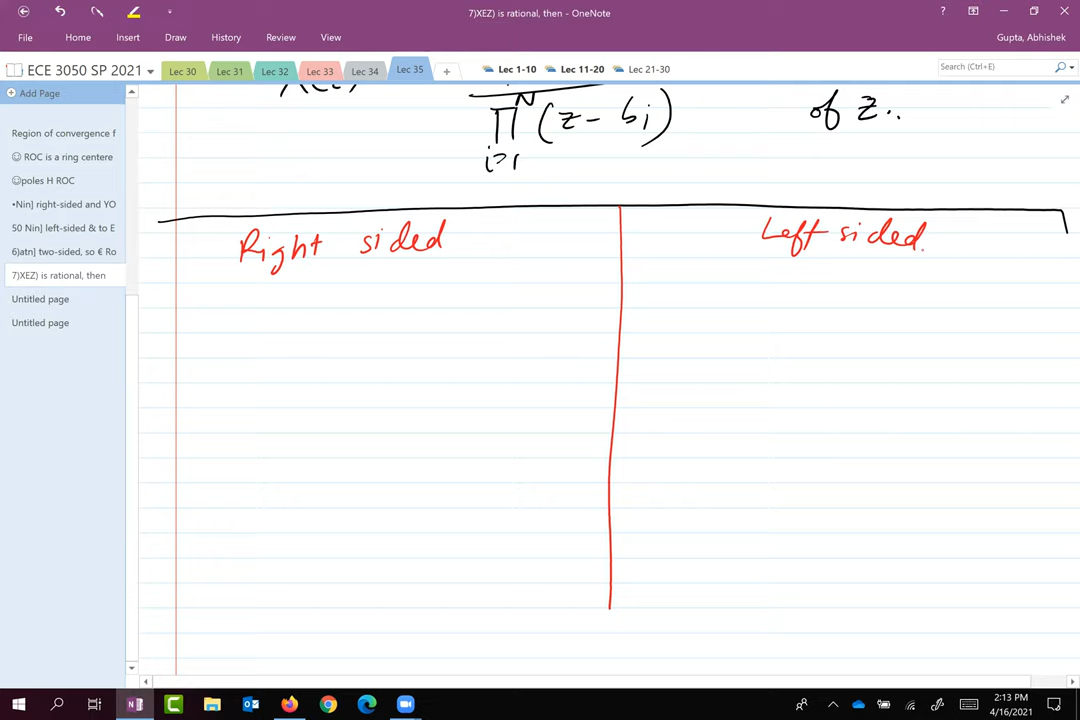 7)XEZ) is rational, then - OneNote
Gupta, Abhishek
File Home Insert Draw History Review View
ECE 3050 SP 2021
Lec 30 Lec 31 Lec 32 Lec 33 Lec 34 Lec 35
Lec 1-10 Lec 11-20 Lec 21-30
Search (Ctrl+E)
Add Page
Region of convergence f
☺ ROC is a ring centere
☺poles H ROC
•Nin] right-sided and YO
50 Nin] left-sided & to E
6)atn] two-sided, so € Ro
7)XEZ) is rational, then
Untitled page
Untitled page
N
∏ (z - bi)
i=1
of z.
Right sided
Left sided.
2:13 PM
4/16/2021